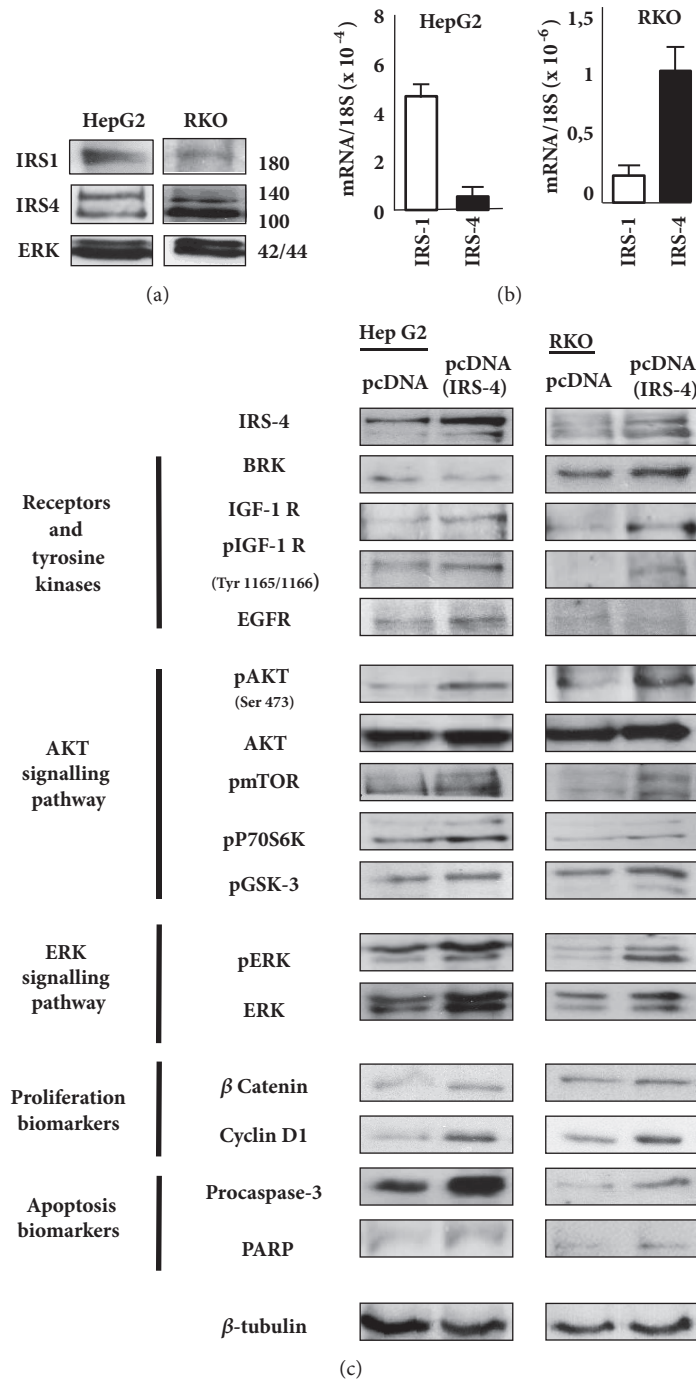 HepG2 RKO
IRS1 180
IRS4 140
100
ERK 42/44
(a)
mRNA/18S (x 10-4)
8
6
4
2
0
HepG2
IRS-1
IRS-4
mRNA/18S (x 10-6)
1,5
1
0,5
0
RKO
IRS-1
IRS-4
(b)
Hep G2 RKO
pcDNA pcDNA (IRS-4) pcDNA pcDNA (IRS-4)
IRS-4
Receptors and tyrosine kinases
BRK
IGF-1 R
pIGF-1 R
(Tyr 1165/1166)
EGFR
AKT signalling pathway
pAKT
(Ser 473)
AKT
pmTOR
pP70S6K
pGSK-3
ERK signalling pathway
pERK
ERK
Proliferation biomarkers
β Catenin
Cyclin D1
Apoptosis biomarkers
Procaspase-3
PARP
β-tubulin
(c)